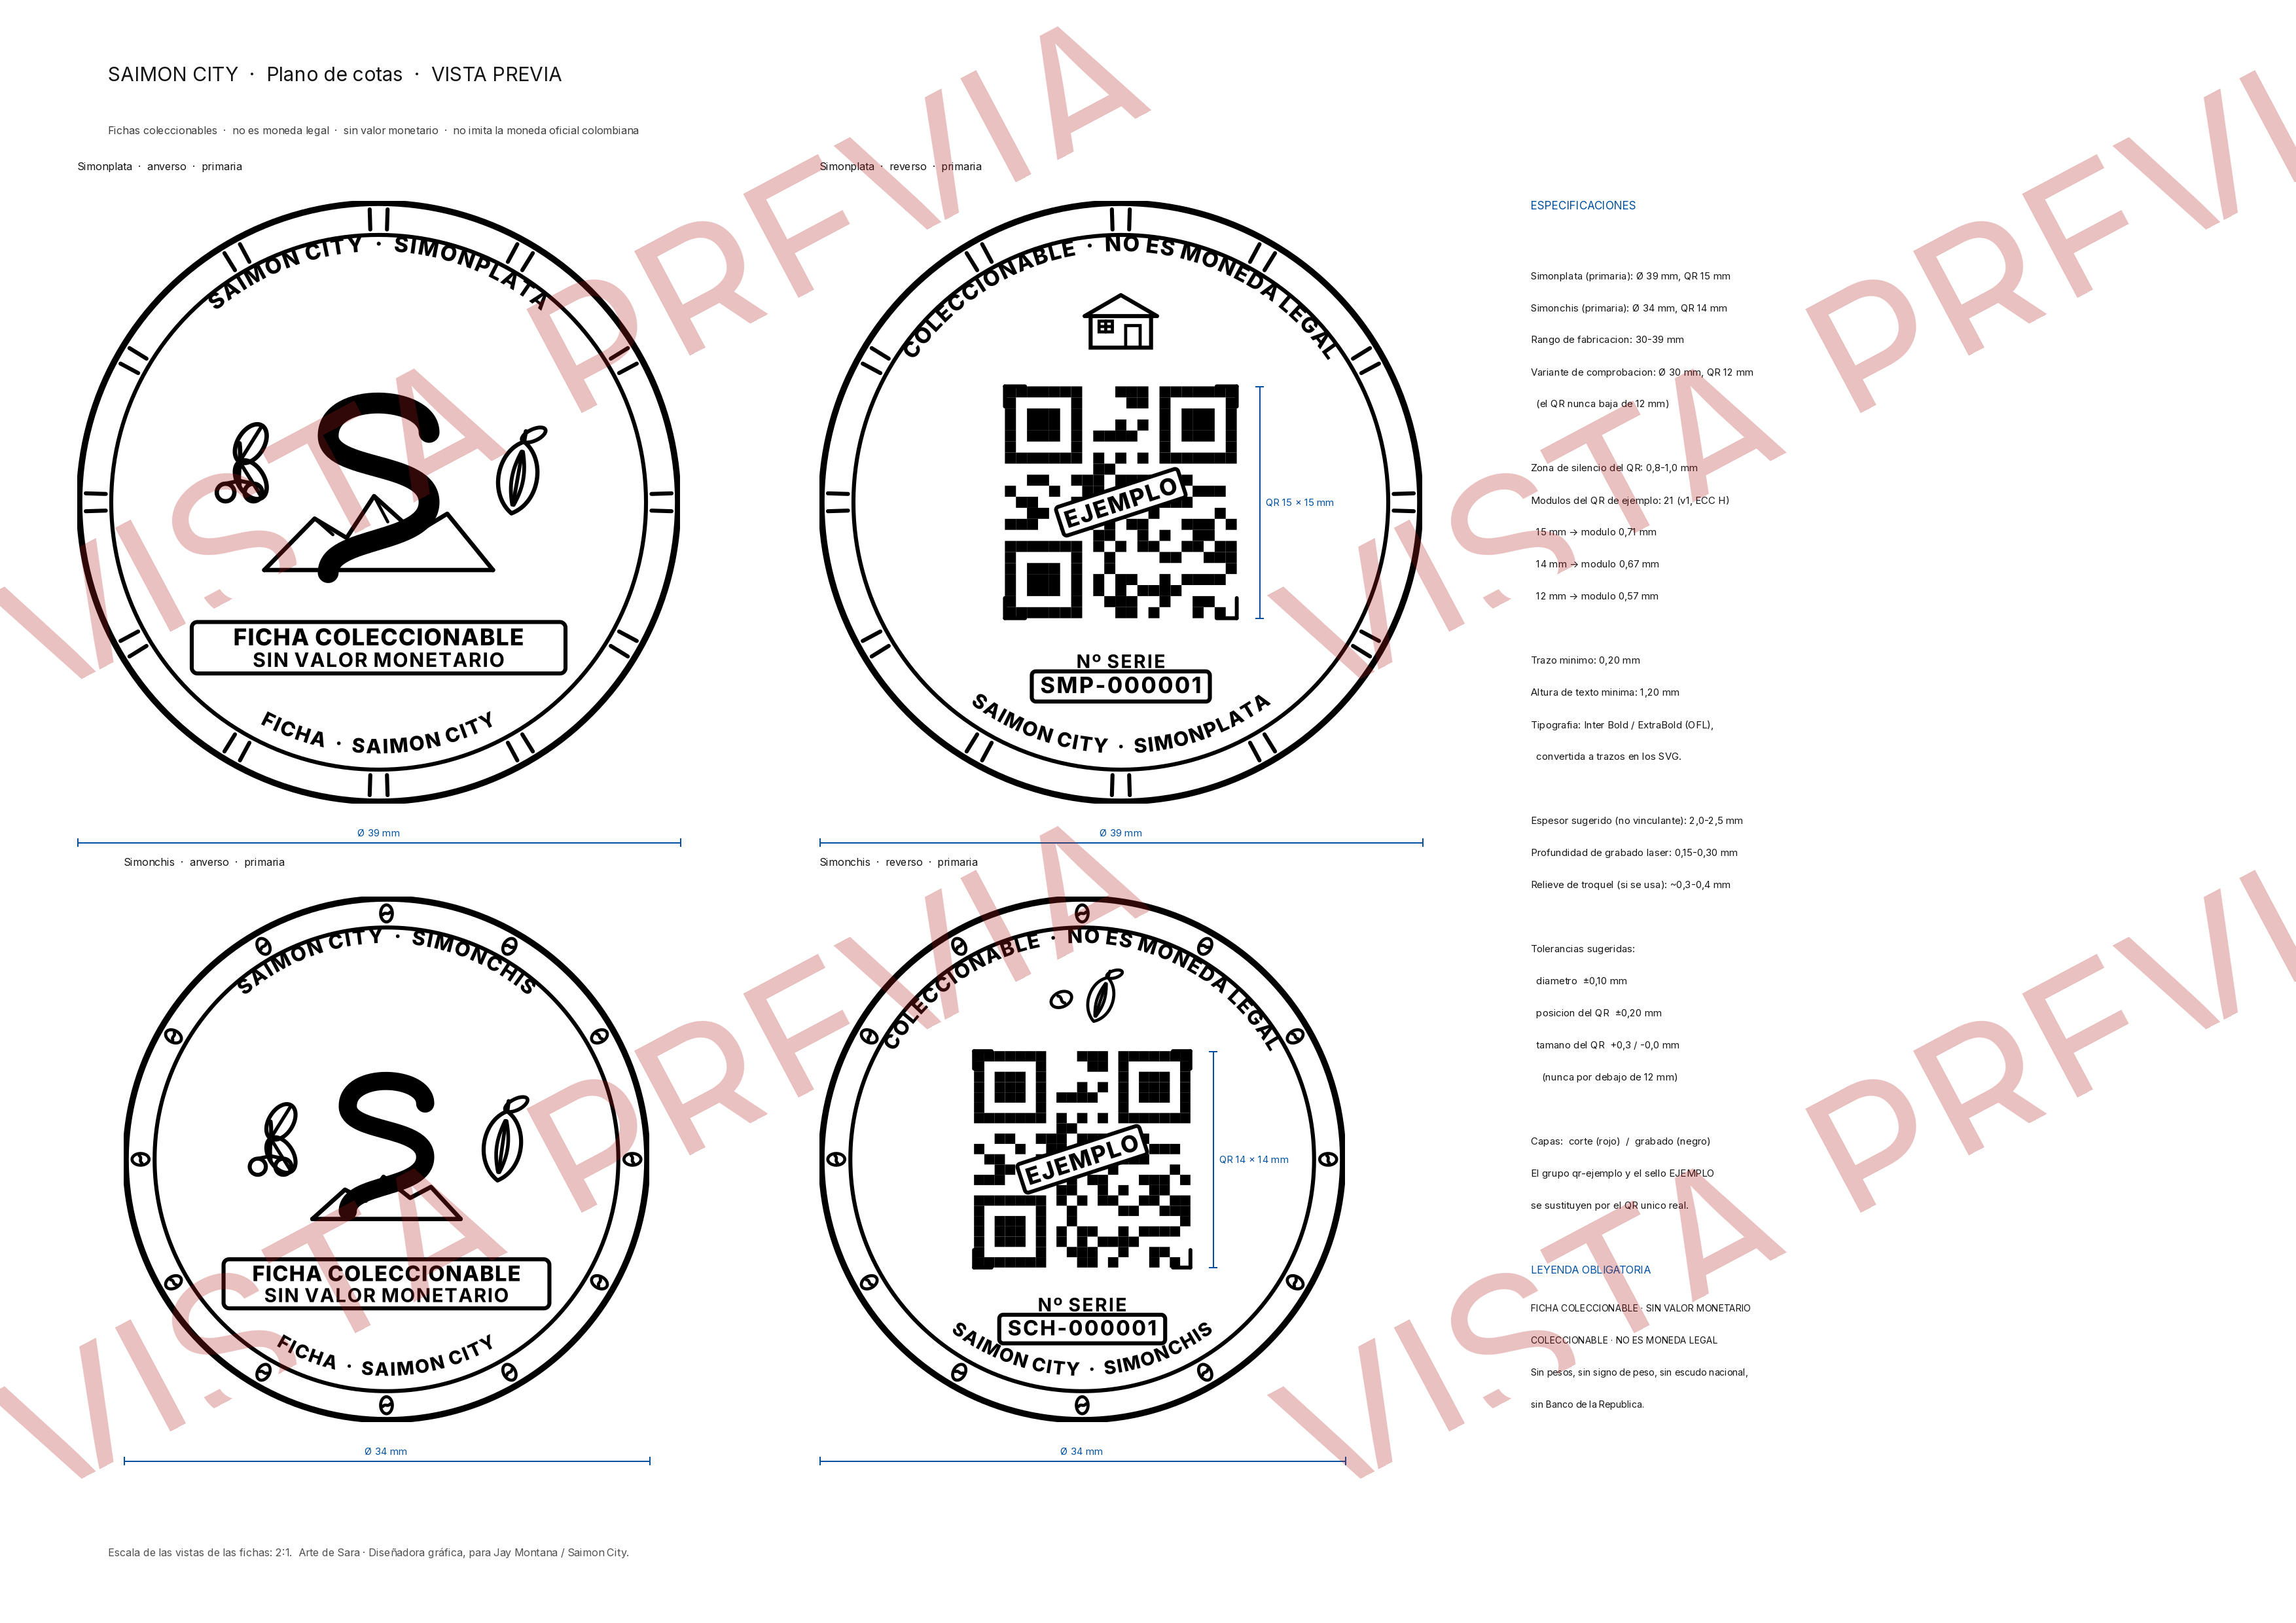 SAIMON CITY · Plano de cotas · VISTA PREVIA
Fichas coleccionables · no es moneda legal · sin valor monetario · no imita la moneda oficial colombiana
Simonplata · anverso · primaria
SAIMON CITY · SIMONPLATA
FICHA COLECCIONABLE
SIN VALOR MONETARIO
FICHA · SAIMON CITY
Ø 39 mm
Simonplata · reverso · primaria
COLECCIONABLE · NO ES MONEDA LEGAL
EJEMPLO
QR 15 × 15 mm
Nº SERIE
SMP-000001
SAIMON CITY · SIMONPLATA
Ø 39 mm
Simonchis · anverso · primaria
SAIMON CITY · SIMONCHIS
FICHA COLECCIONABLE
SIN VALOR MONETARIO
FICHA · SAIMON CITY
Ø 34 mm
Simonchis · reverso · primaria
COLECCIONABLE · NO ES MONEDA LEGAL
EJEMPLO
QR 14 × 14 mm
Nº SERIE
SCH-000001
SAIMON CITY · SIMONCHIS
Ø 34 mm
ESPECIFICACIONES
Simonplata (primaria): Ø 39 mm, QR 15 mm
Simonchis (primaria): Ø 34 mm, QR 14 mm
Rango de fabricacion: 30-39 mm
Variante de comprobacion: Ø 30 mm, QR 12 mm
(el QR nunca baja de 12 mm)
Zona de silencio del QR: 0,8-1,0 mm
Modulos del QR de ejemplo: 21 (v1, ECC H)
15 mm → modulo 0,71 mm
14 mm → modulo 0,67 mm
12 mm → modulo 0,57 mm
Trazo minimo: 0,20 mm
Altura de texto minima: 1,20 mm
Tipografia: Inter Bold / ExtraBold (OFL),
convertida a trazos en los SVG.
Espesor sugerido (no vinculante): 2,0-2,5 mm
Profundidad de grabado laser: 0,15-0,30 mm
Relieve de troquel (si se usa): ~0,3-0,4 mm
Tolerancias sugeridas:
diametro ±0,10 mm
posicion del QR ±0,20 mm
tamano del QR +0,3 / -0,0 mm
(nunca por debajo de 12 mm)
Capas: corte (rojo) / grabado (negro)
El grupo qr-ejemplo y el sello EJEMPLO
se sustituyen por el QR unico real.
LEYENDA OBLIGATORIA
FICHA COLECCIONABLE · SIN VALOR MONETARIO
COLECCIONABLE · NO ES MONEDA LEGAL
Sin pesos, sin signo de peso, sin escudo nacional,
sin Banco de la Republica.
Escala de las vistas de las fichas: 2:1. Arte de Sara · Diseñadora gráfica, para Jay Montana / Saimon City.
VISTA PREVIA
VISTA PREVIA
VISTA PREVIA
VISTA PREVIA